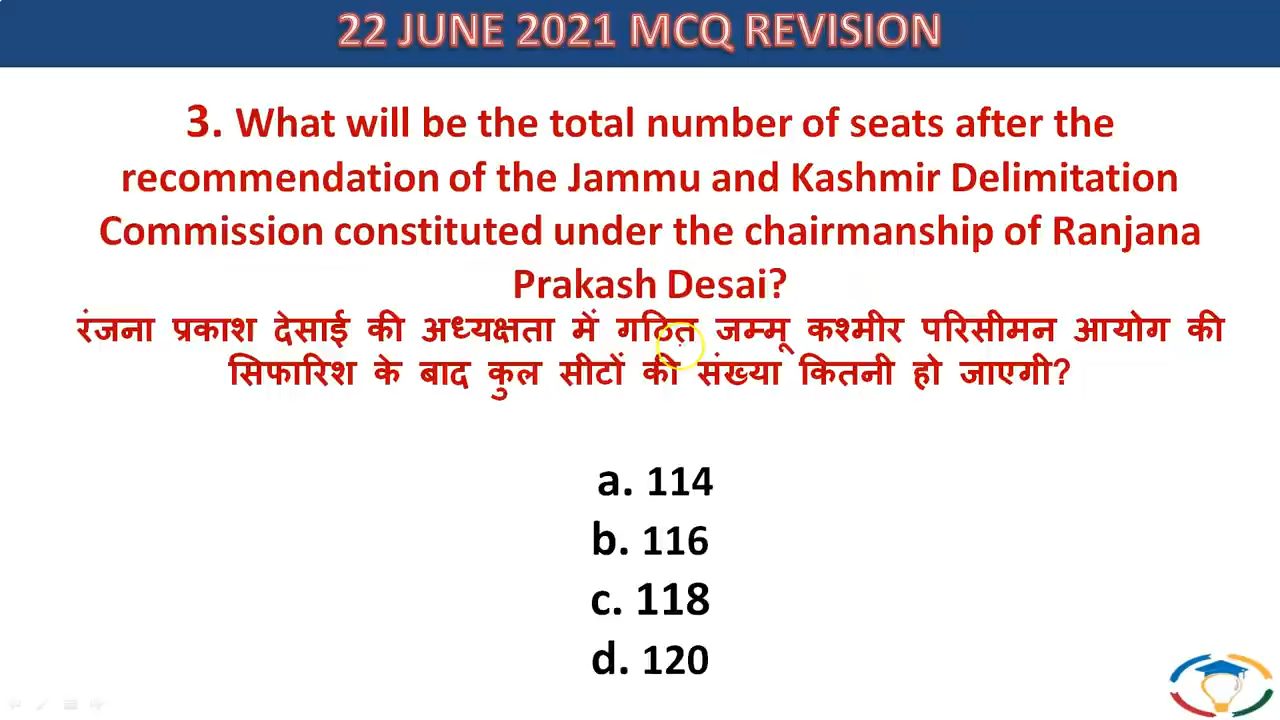 22 JUNE 2021 MCQ REVISION
3. What will be the total number of seats after the
recommendation of the Jammu and Kashmir Delimitation
Commission constituted under the chairmanship of Ranjana
Prakash Desai?
रंजना प्रकाश देसाई की अध्यक्षता में गठित जम्मू कश्मीर परिसीमन आयोग की
सिफारिश के बाद कुल सीटों की संख्या कितनी हो जाएगी?
a. 114
b. 116
c. 118
d. 120